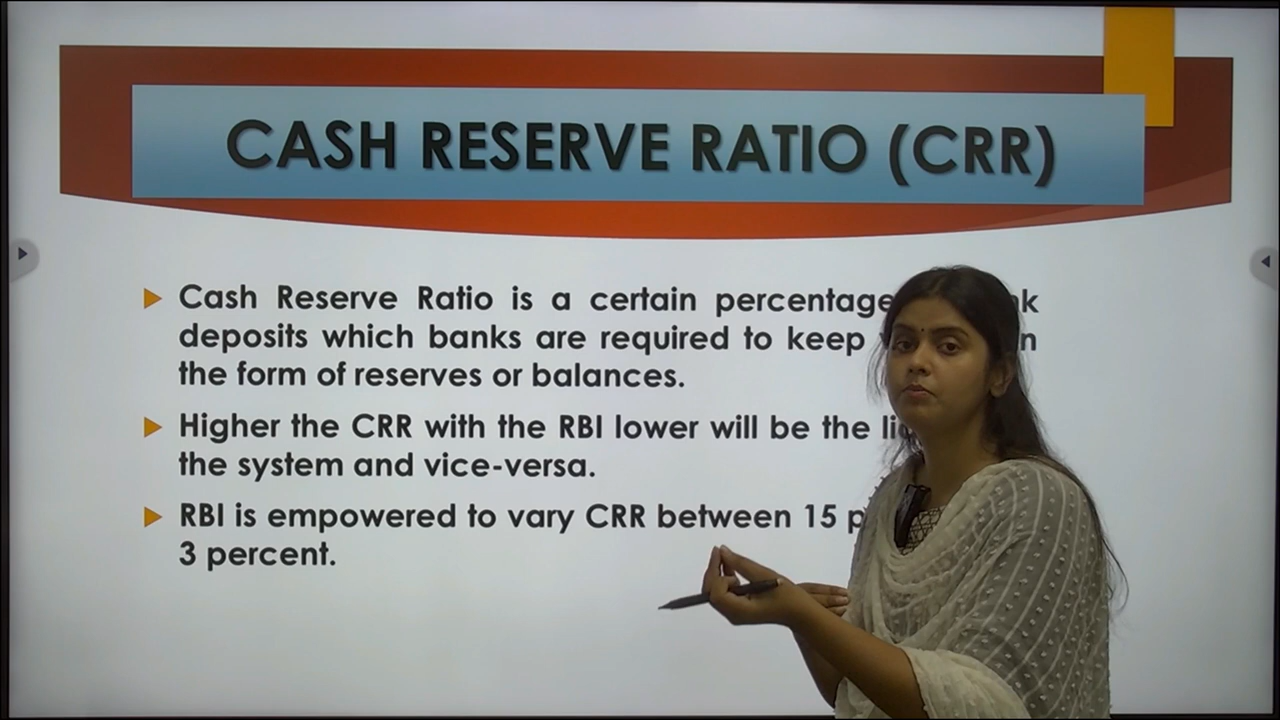 CASH RESERVE RATIO (CRR)
Cash Reserve Ratio is a certain percentage
deposits which banks are required to keep
the form of reserves or balances.
Higher the CRR with the RBI lower will be the
the system and vice-versa.
RBI is empowered to vary CRR between 15
3 percent.